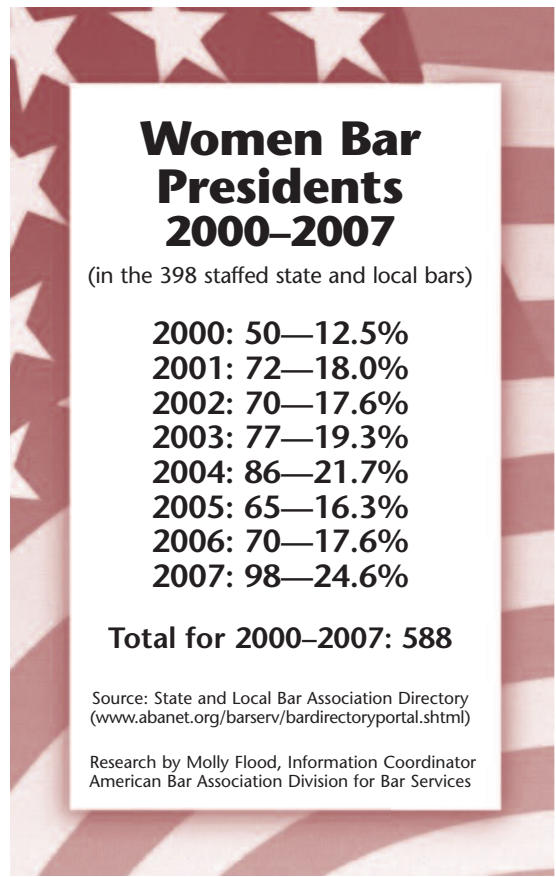 Women Bar
Presidents
2000–2007
(in the 398 staffed state and local bars)
2000: 50—12.5%
2001: 72—18.0%
2002: 70—17.6%
2003: 77—19.3%
2004: 86—21.7%
2005: 65—16.3%
2006: 70—17.6%
2007: 98—24.6%
Total for 2000–2007: 588
Source: State and Local Bar Association Directory
(www.abanet.org/barserv/bardirectoryportal.shtml)
Research by Molly Flood, Information Coordinator
American Bar Association Division for Bar Services